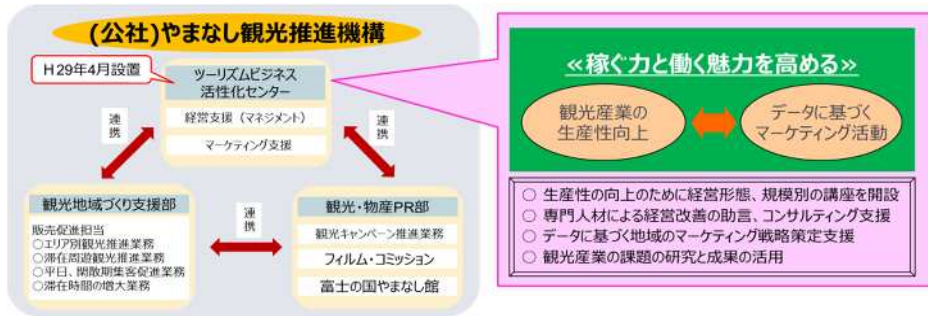 (公社)やまなし観光推進機構
H29年4月設置
ツーリズムビジネス
活性化センター
経営支援（マネジメント）
マーケティング支援
連携
連携
観光地域づくり支援部
販売促進担当
○エリア別観光推進業務
○滞在周遊観光推進業務
○平日、閑散期集客促進業務
○滞在時間の増大業務
連携
観光・物産PR部
観光キャンペーン推進業務
フィルム・コミッション
富士の国やまなし館
≪稼ぐ力と働く魅力を高める≫
観光産業の
生産性向上
データに基づく
マーケティング活動
○ 生産性の向上のために経営形態、規模別の講座を開設
○ 専門人材による経営改善の助言、コンサルティング支援
○ データに基づく地域のマーケティング戦略策定支援
○ 観光産業の課題の研究と成果の活用